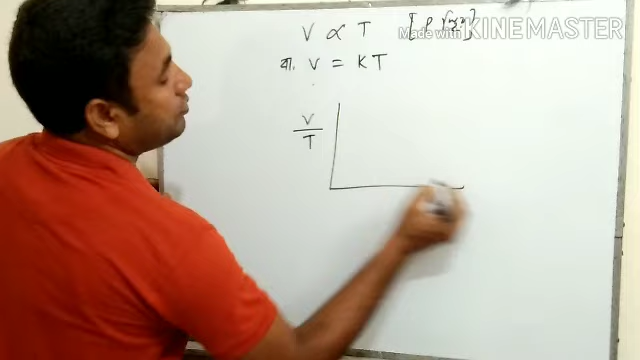 V ∝ T [P স্থির]
বা. V = KT
V
T
Made with KINEMASTER